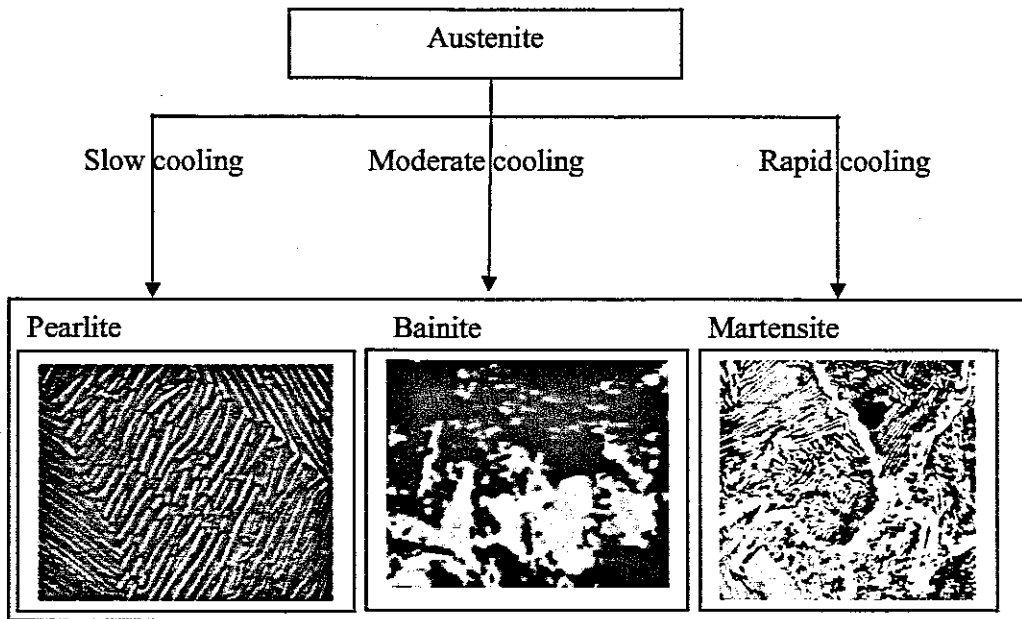 Austenite
Slow cooling
Moderate cooling
Rapid cooling
Pearlite
Bainite
Martensite